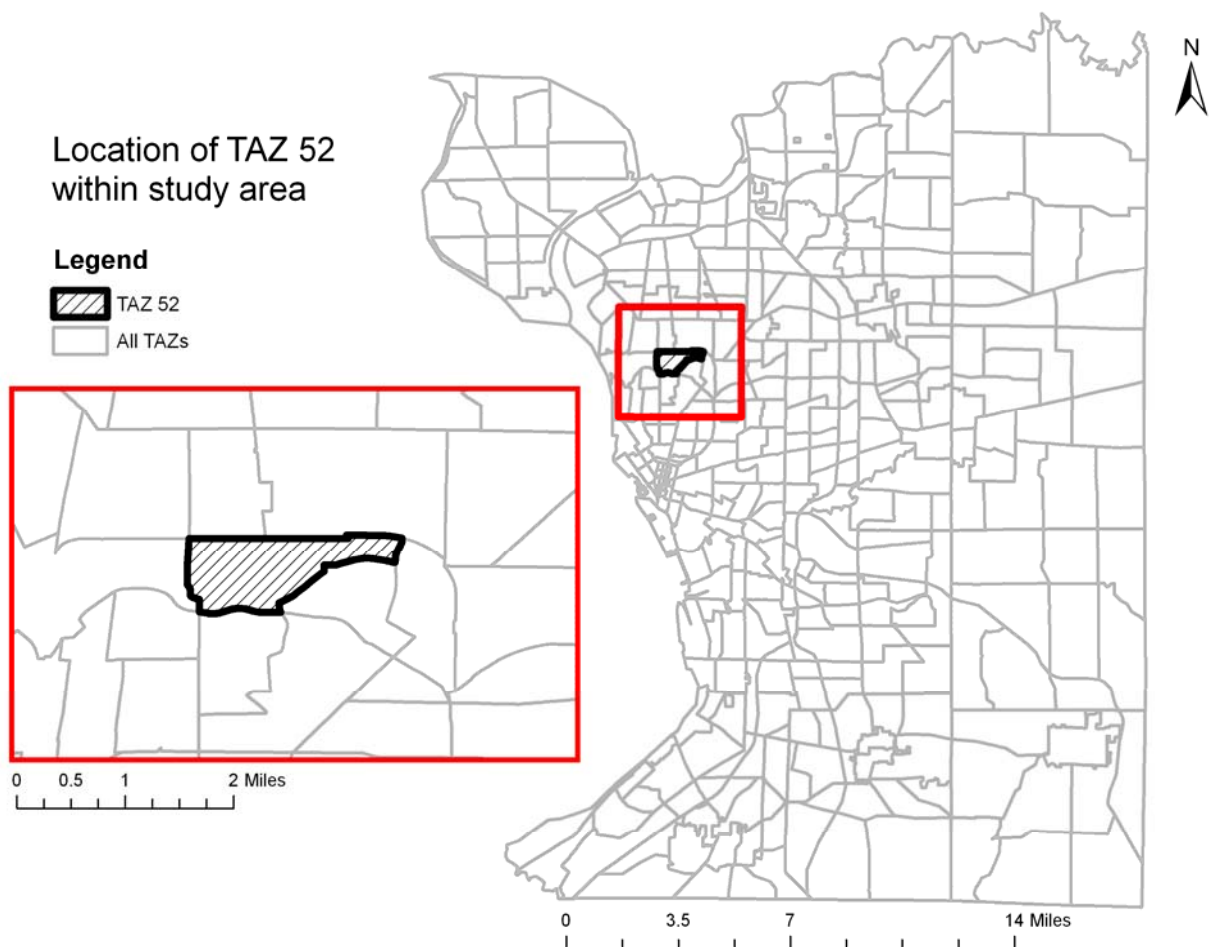 N
Location of TAZ 52
within study area
Legend
TAZ 52
All TAZs
0 0.5 1 2 Miles
0 3.5 7 14 Miles